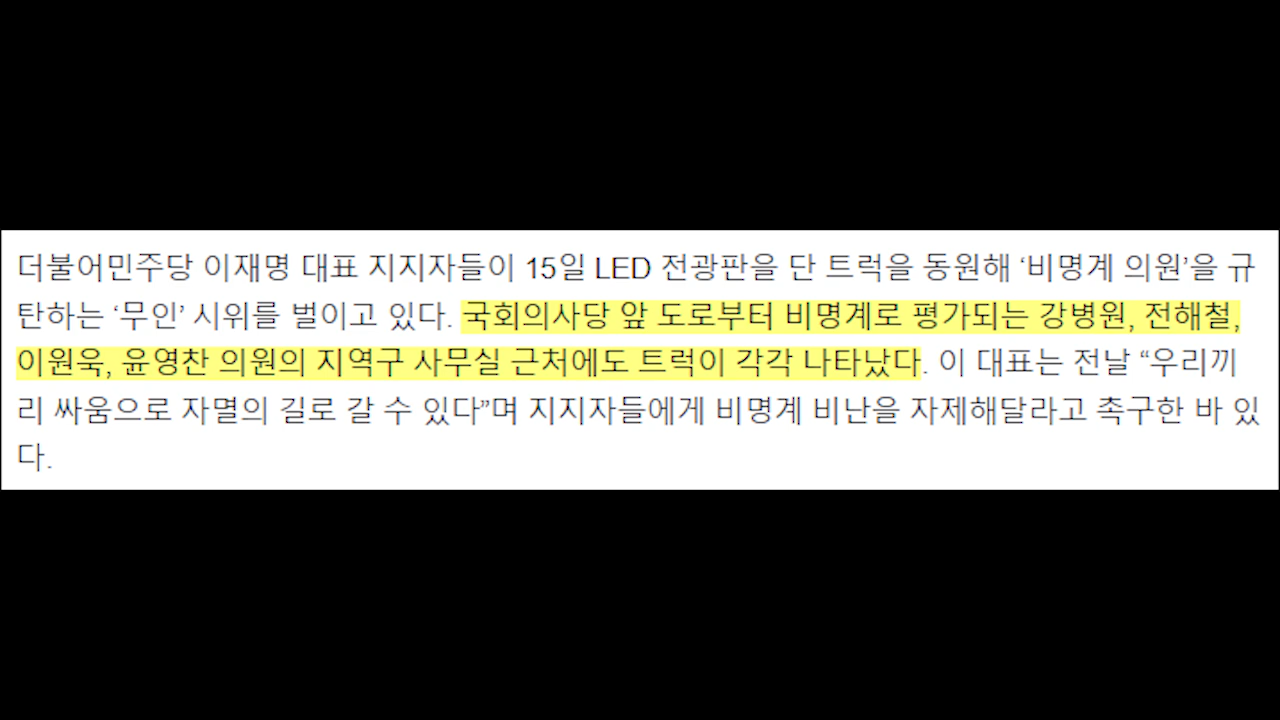 더불어민주당 이재명 대표 지지자들이 15일 LED 전광판을 단 트럭을 동원해 ‘비명계 의원’을 규
탄하는 ‘무인’ 시위를 벌이고 있다. 국회의사당 앞 도로부터 비명계로 평가되는 강병원, 전해철,
이원욱, 윤영찬 의원의 지역구 사무실 근처에도 트럭이 각각 나타났다. 이 대표는 전날 “우리끼
리 싸움으로 자멸의 길로 갈 수 있다”며 지지자들에게 비명계 비난을 자제해달라고 촉구한 바 있
다.